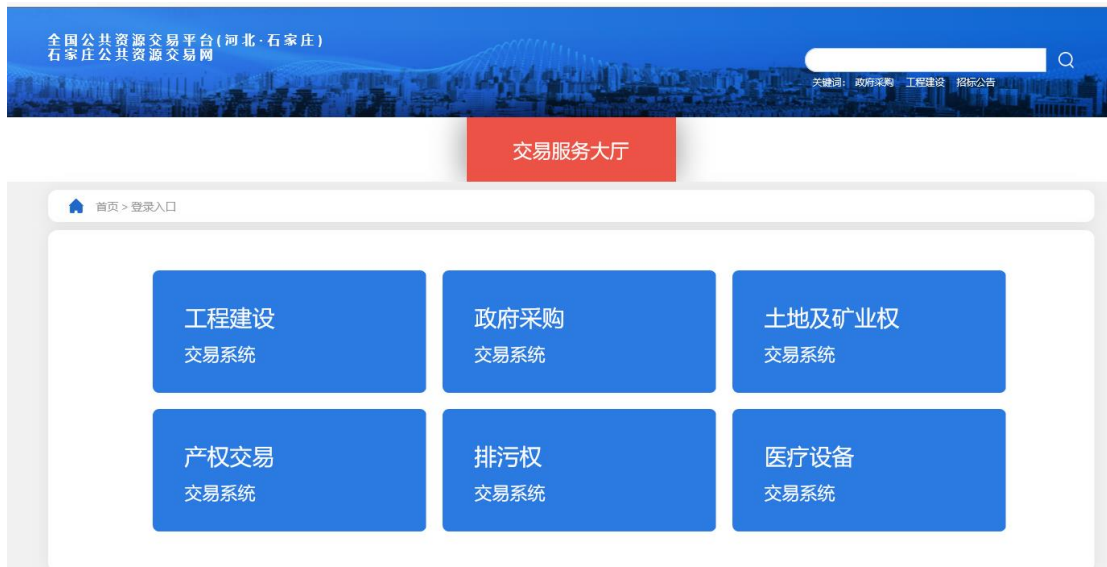 全国公共资源交易平台(河北·石家庄)
石家庄公共资源交易网
关键词: 政府采购 工程建设 招标公告
交易服务大厅
首页 > 登录入口
工程建设
交易系统
政府采购
交易系统
土地及矿业权
交易系统
产权交易
交易系统
排污权
交易系统
医疗设备
交易系统